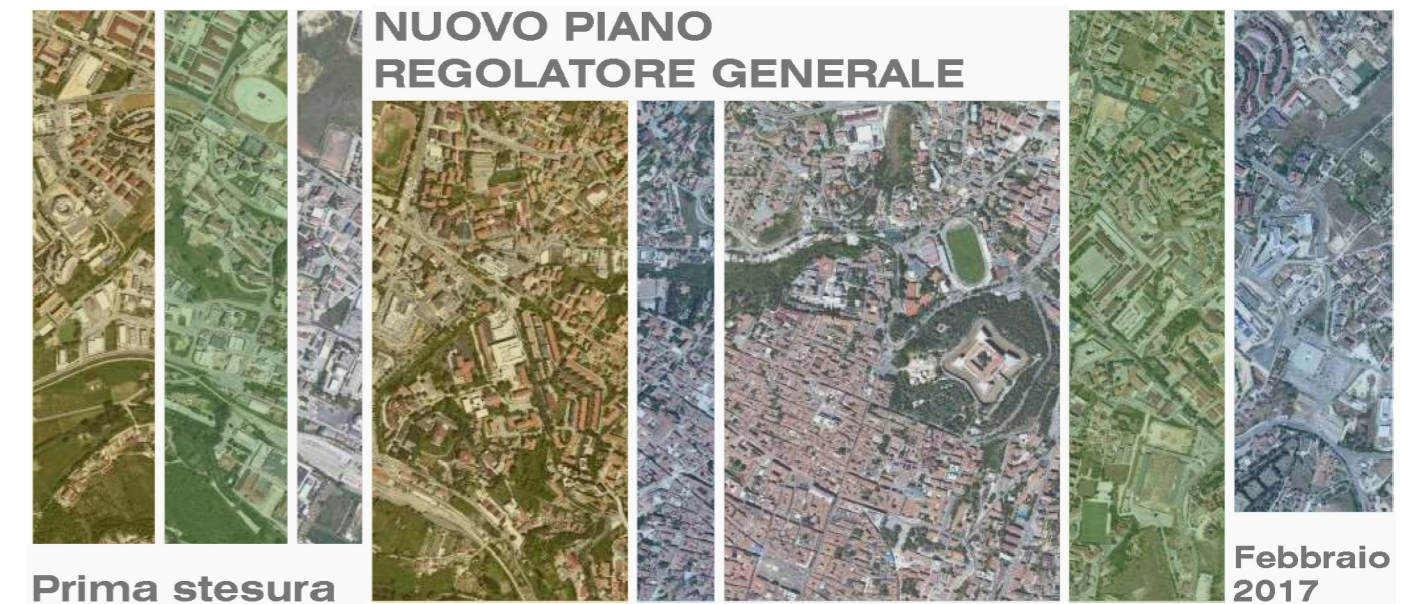 NUOVO PIANO
REGOLATORE GENERALE
Prima stesura
Febbraio
2017